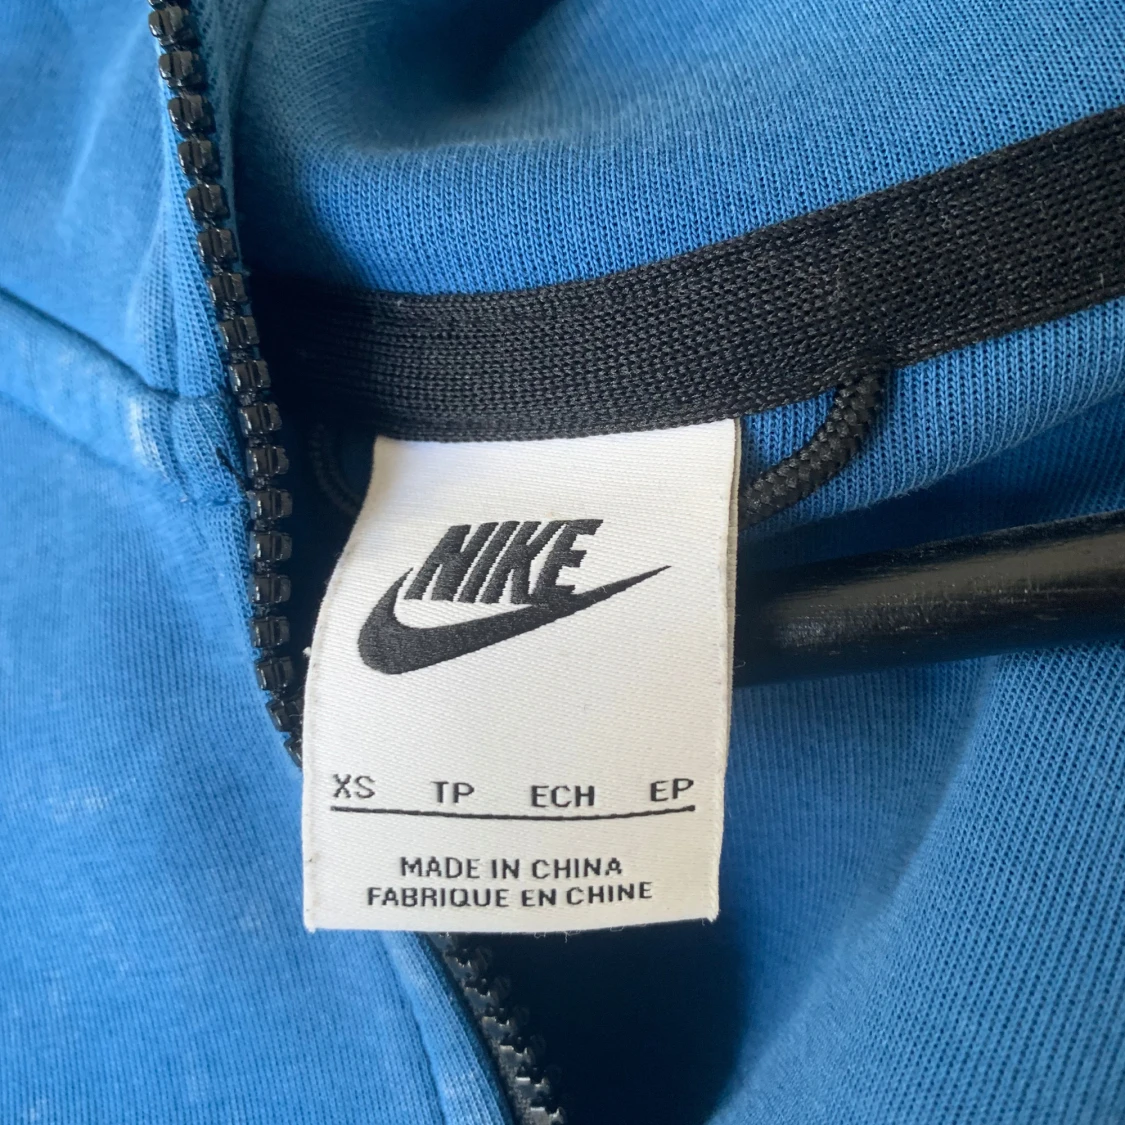 NIKE
XS TP ECH EP
MADE IN CHINA
FABRIQUE EN CHINE